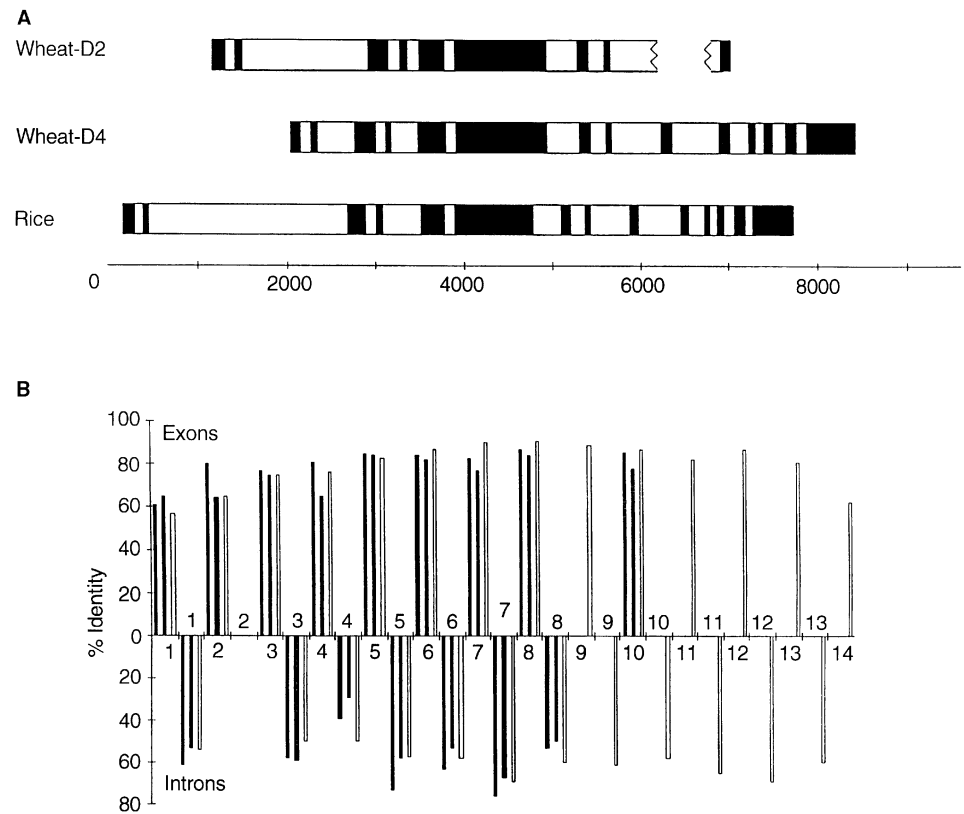 A
Wheat-D2
Wheat-D4
Rice
0 2000 4000 6000 8000
B
100
Exons
80
60
40
20
0
20
40
60
80
% Identity
1 2 3 4 5 6 7 8 9 10 11 12 13
1 2 3 4 5 6 7 8 9 10 11 12 13 14
Introns